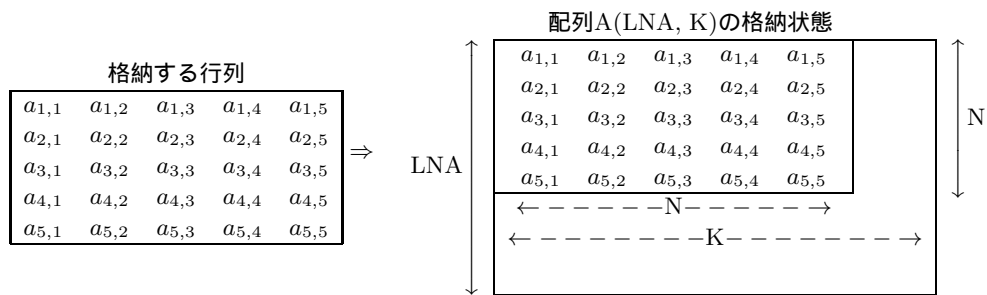 格納する行列
a1,1 a1,2 a1,3 a1,4 a1,5
a2,1 a2,2 a2,3 a2,4 a2,5
a3,1 a3,2 a3,3 a3,4 a3,5
a4,1 a4,2 a4,3 a4,4 a4,5
a5,1 a5,2 a5,3 a5,4 a5,5
⇒
配列A(LNA, K)の格納状態
a1,1 a1,2 a1,3 a1,4 a1,5
a2,1 a2,2 a2,3 a2,4 a2,5
a3,1 a3,2 a3,3 a3,4 a3,5
a4,1 a4,2 a4,3 a4,4 a4,5
a5,1 a5,2 a5,3 a5,4 a5,5
LNA
N
N
K